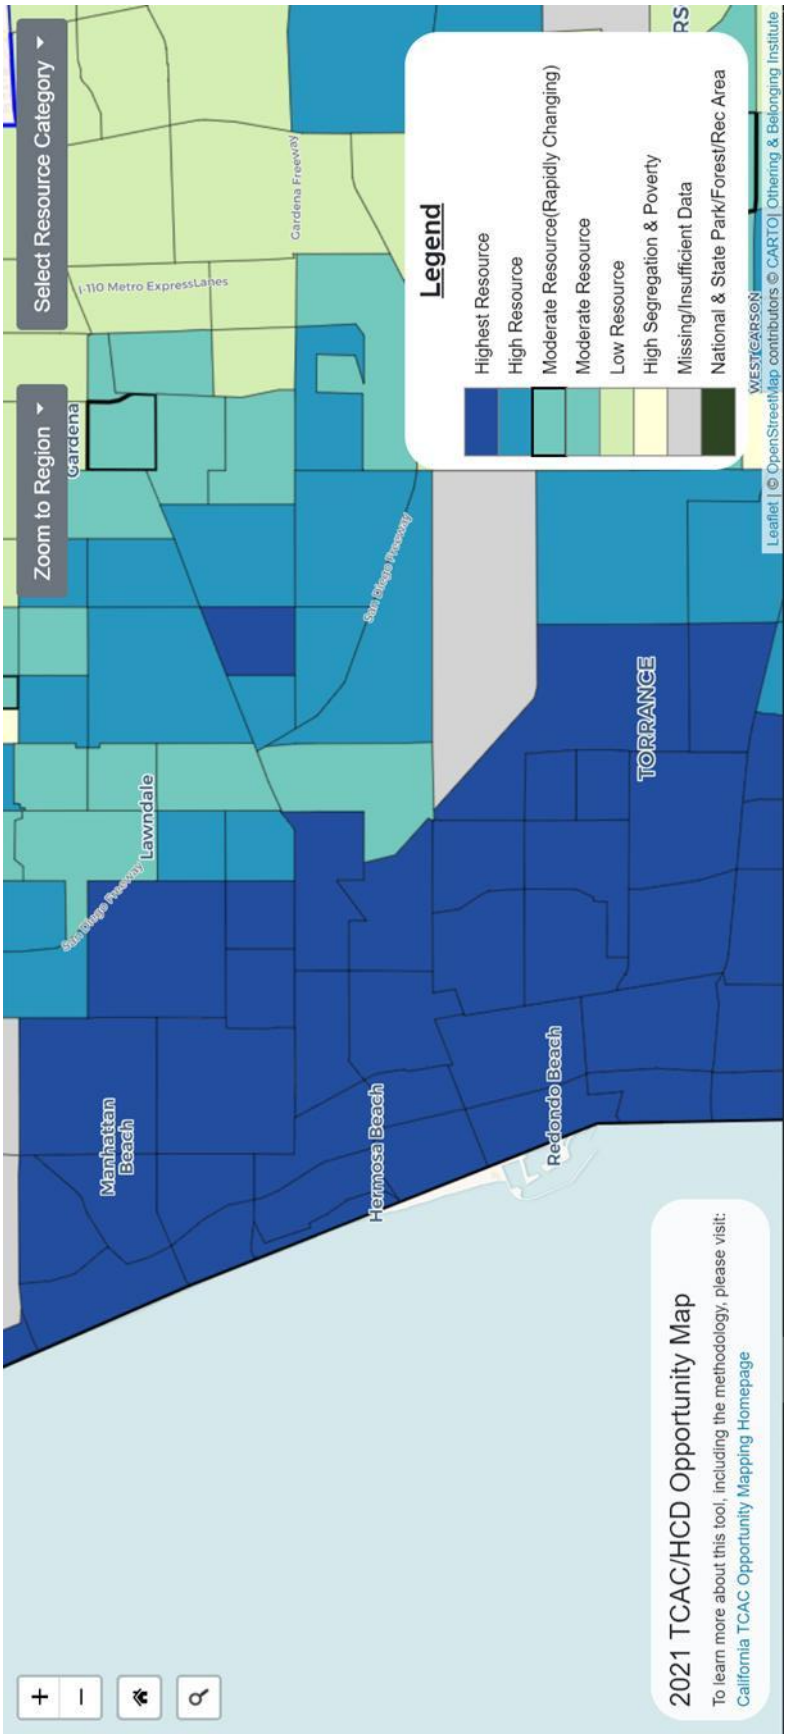 Zoom to Region
Select Resource Category
Gardena
I-110 Metro ExpressLanes
Gardena Freeway
San Diego Freeway
Lawndale
San Diego Freeway
Manhattan
Beach
Hermosa Beach
Redondo Beach
TORRANCE
WEST CARSON
RS
Legend
Highest Resource
High Resource
Moderate Resource(Rapidly Changing)
Moderate Resource
Low Resource
High Segregation & Poverty
Missing/Insufficient Data
National & State Park/Forest/Rec Area
+
−
2021 TCAC/HCD Opportunity Map
To learn more about this tool, including the methodology, please visit:
California TCAC Opportunity Mapping Homepage
Leaflet | © OpenStreetMap contributors © CARTO| Othering & Belonging Institute